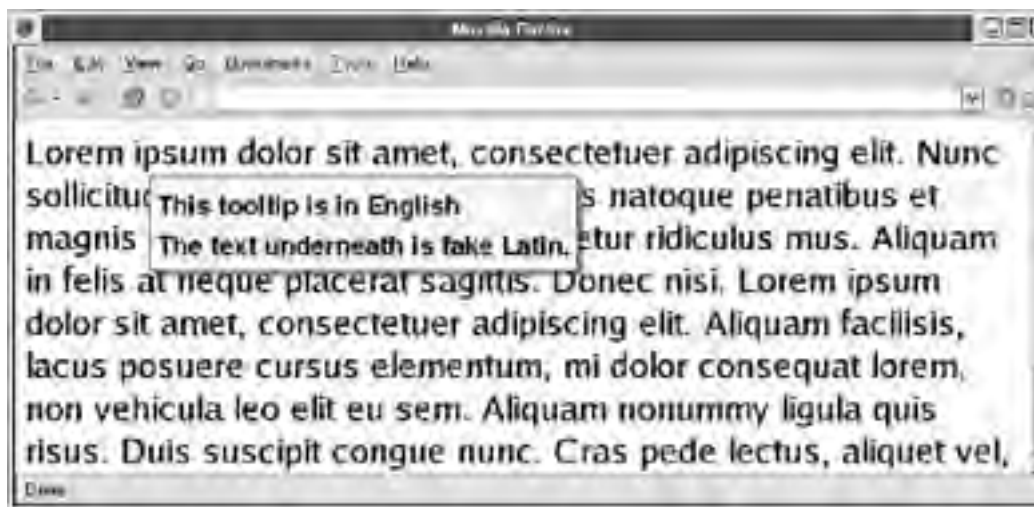 Mozilla Firefox
File Edit View Go Bookmarks Tools Help
Lorem ipsum dolor sit amet, consectetuer adipiscing elit. Nunc
sollicitud
This tooltip is in English
s natoque penatibus et
magnis
The text underneath is fake Latin.
etur ridiculus mus. Aliquam
in felis at neque placerat sagittis. Donec nisi. Lorem ipsum
dolor sit amet, consectetuer adipiscing elit. Aliquam facilisis,
lacus posuere cursus elementum, mi dolor consequat lorem,
non vehicula leo elit eu sem. Aliquam nonummy ligula quis
risus. Duis suscipit congue nunc. Cras pede lectus, aliquet vel,
Done